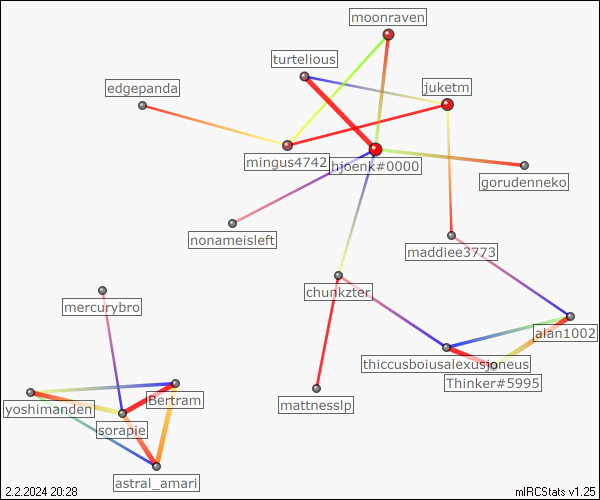 moonraven
turtelious
edgepanda
juketm
mingus4742
hjoenk#0000
gorudenneko
nonameisleft
maddiee3773
chunkzter
mercurybro
alan1002
thiccusboiusalexusjoneus
Thinker#5995
Bertram
yoshimanden
mattnesslp
sorapie
astral_amari
2.2.2024 20:28
mIRCStats v1.25